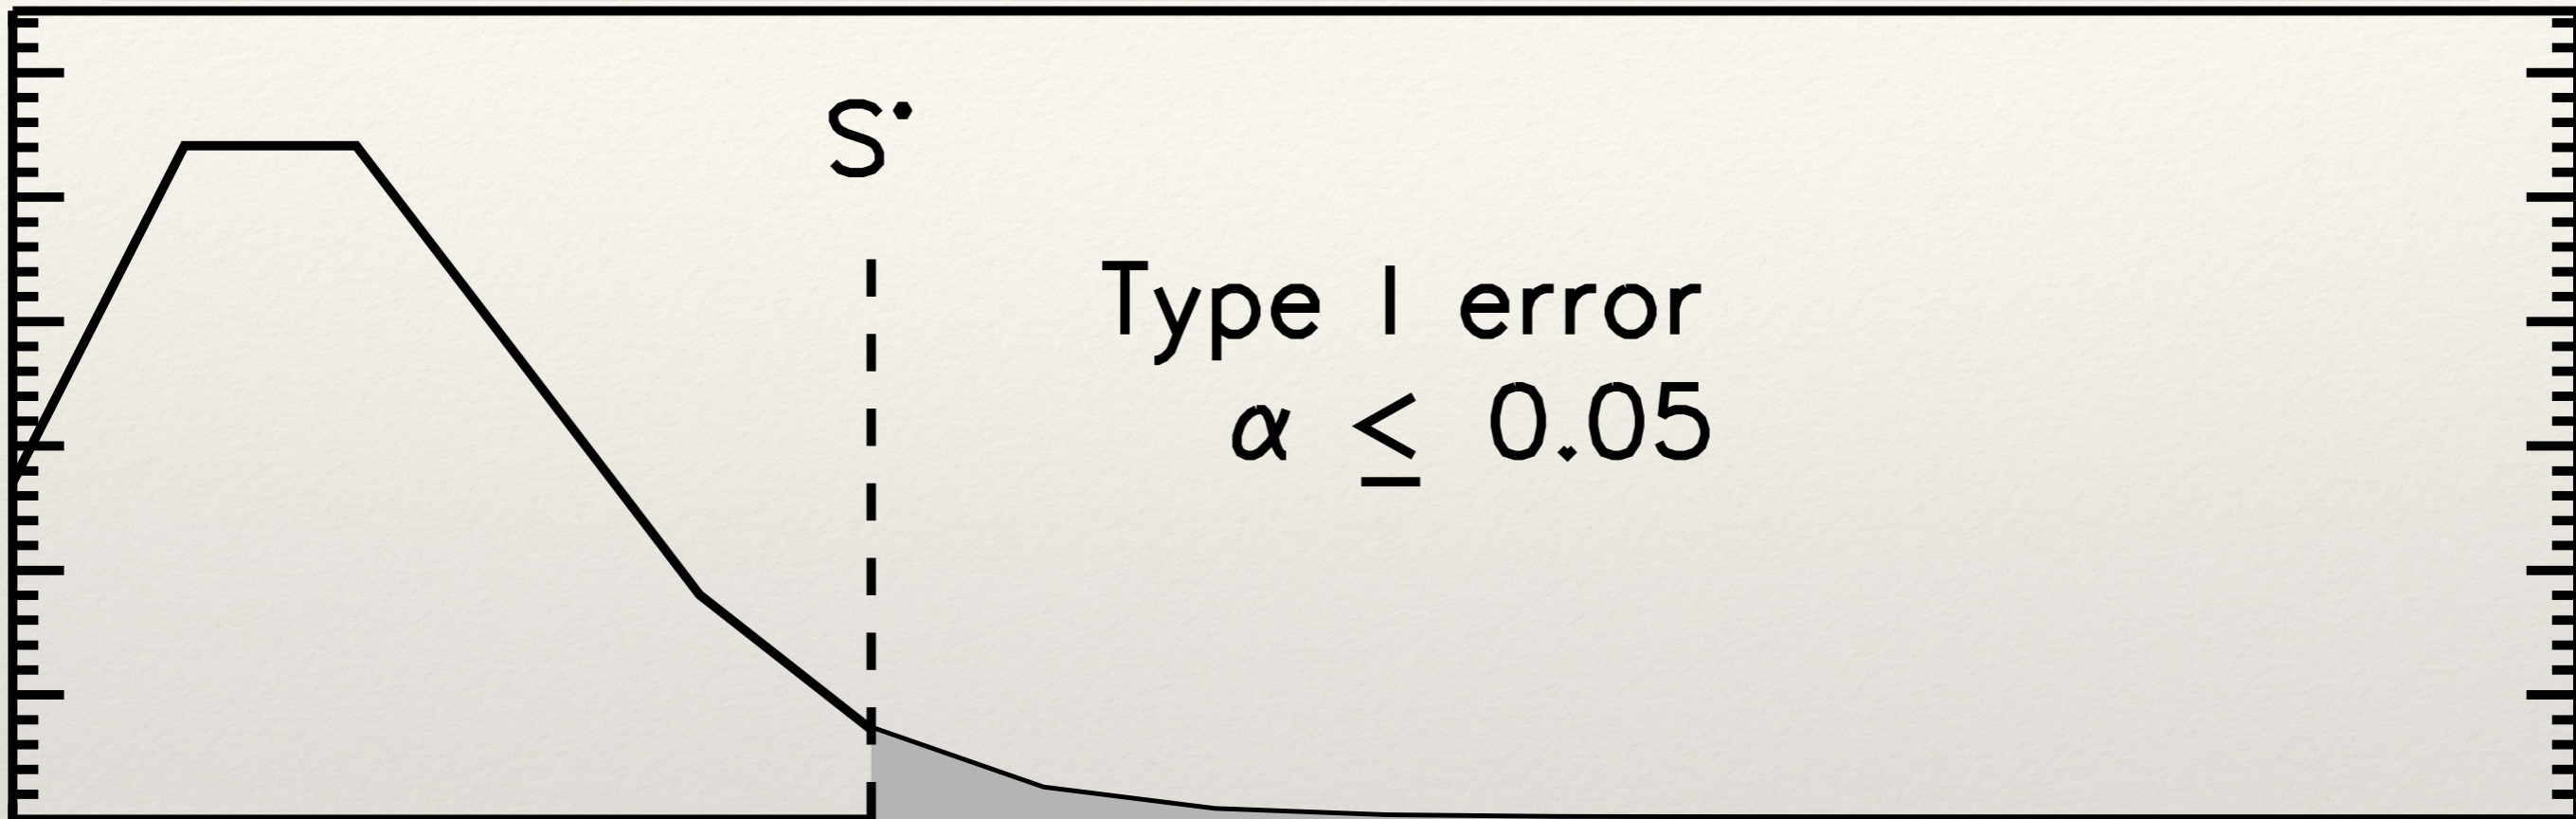 S*
Type I error
α ≤ 0.05